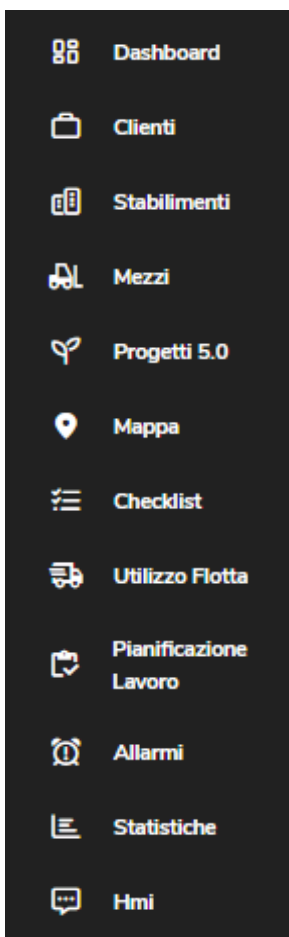 Dashboard
Clienti
Stabilimenti
Mezzi
Progetti 5.0
Mappa
Checklist
Utilizzo Flotta
Pianificazione
Lavoro
Allarmi
Statistiche
Hmi